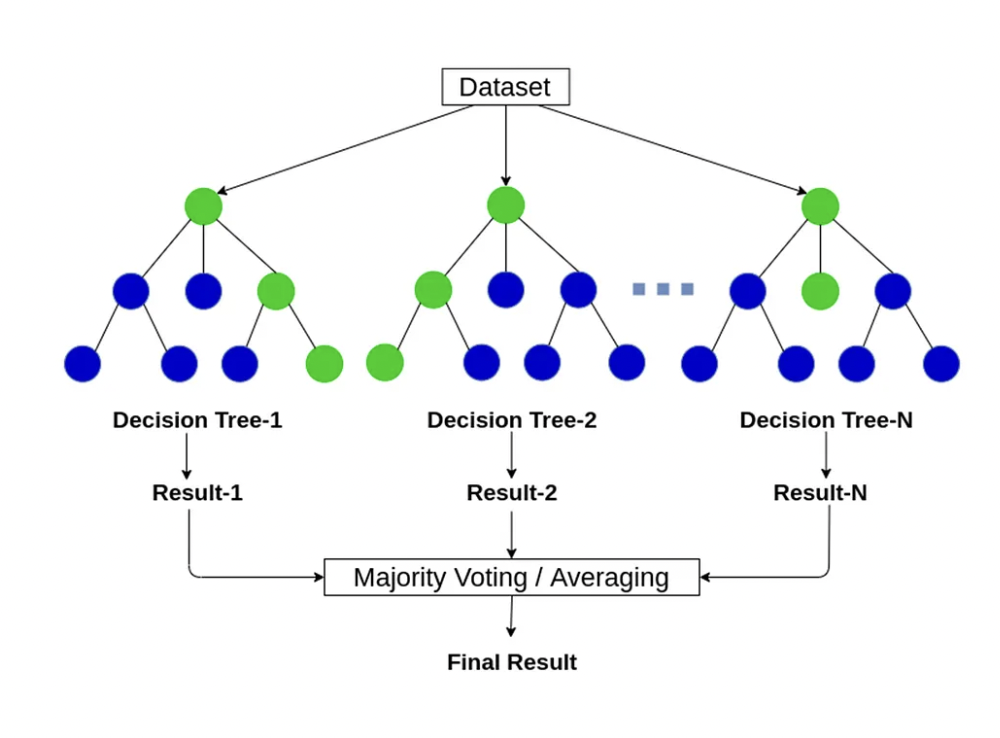 Dataset
Decision Tree-1
Decision Tree-2
Decision Tree-N
Result-1
Result-2
Result-N
Majority Voting / Averaging
Final Result